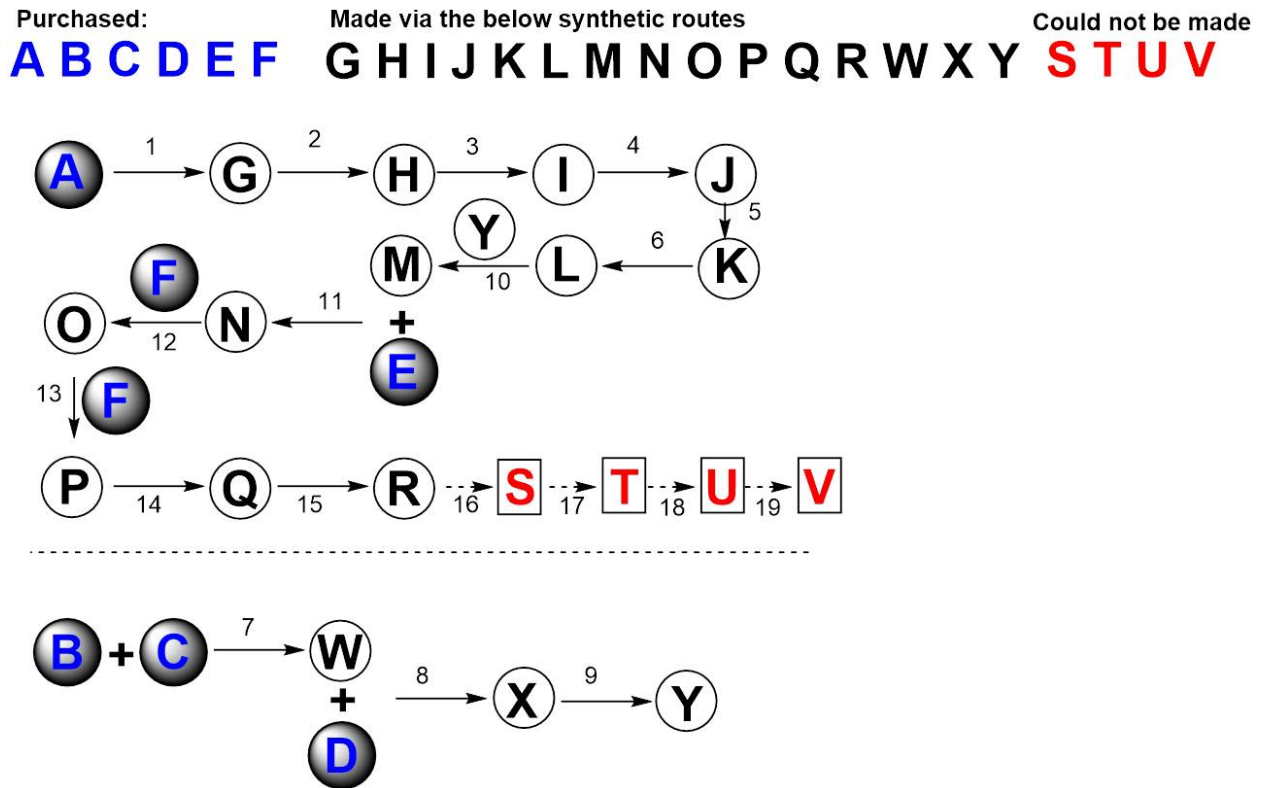 Purchased: Made via the below synthetic routes Could not be made
A B C D E F G H I J K L M N O P Q R W X Y S T U V
A 1 G 2 H 3 I 4 J
5
M 10 Y L 6 K
O 12 F N 11 + E
13 F
P 14 Q 15 R 16 S 17 T 18 U 19 V
B + C 7 W
+ 8 X 9 Y
D